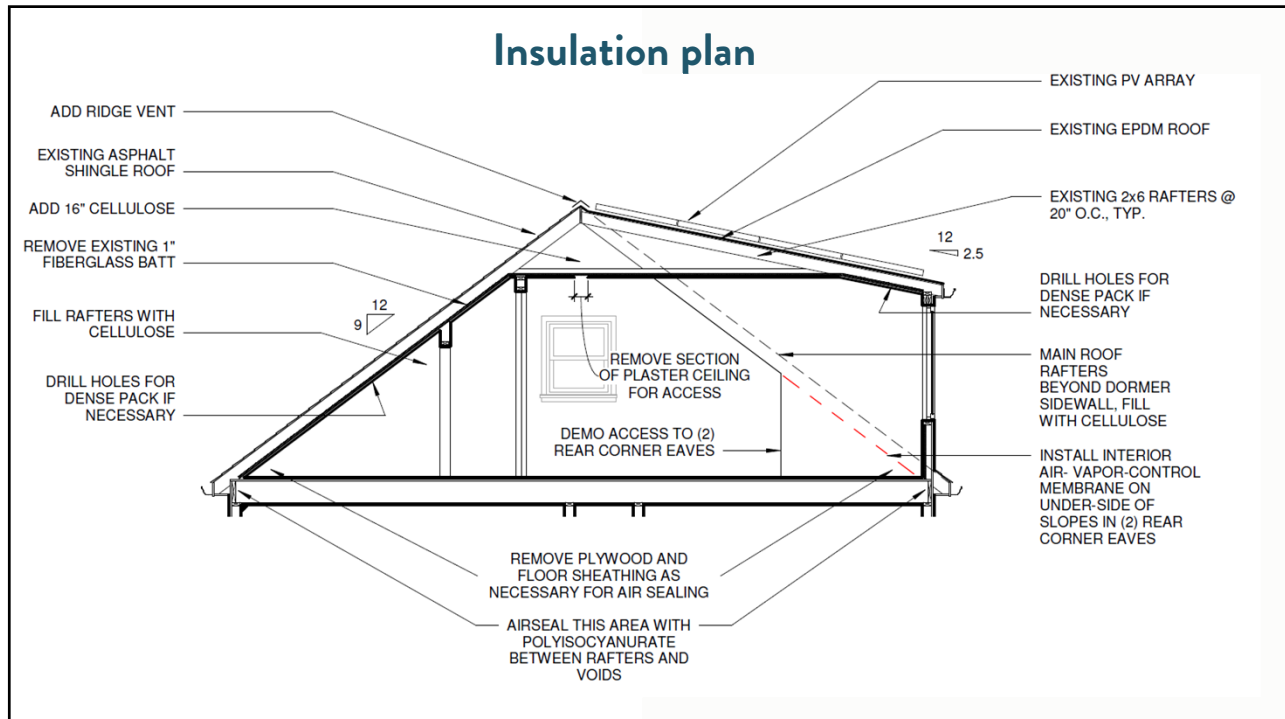 Insulation plan
ADD RIDGE VENT
EXISTING ASPHALT
SHINGLE ROOF
ADD 16" CELLULOSE
REMOVE EXISTING 1"
FIBERGLASS BATT
12
9
FILL RAFTERS WITH
CELLULOSE
DRILL HOLES FOR
DENSE PACK IF
NECESSARY
REMOVE SECTION
OF PLASTER CEILING
FOR ACCESS
DEMO ACCESS TO (2)
REAR CORNER EAVES
REMOVE PLYWOOD AND
FLOOR SHEATHING AS
NECESSARY FOR AIR SEALING
AIRSEAL THIS AREA WITH
POLYISOCYANURATE
BETWEEN RAFTERS AND
VOIDS
EXISTING PV ARRAY
EXISTING EPDM ROOF
EXISTING 2x6 RAFTERS @
20" O.C., TYP.
12
2.5
DRILL HOLES FOR
DENSE PACK IF
NECESSARY
MAIN ROOF
RAFTERS
BEYOND DORMER
SIDEWALL, FILL
WITH CELLULOSE
INSTALL INTERIOR
AIR- VAPOR-CONTROL
MEMBRANE ON
UNDER-SIDE OF
SLOPES IN (2) REAR
CORNER EAVES